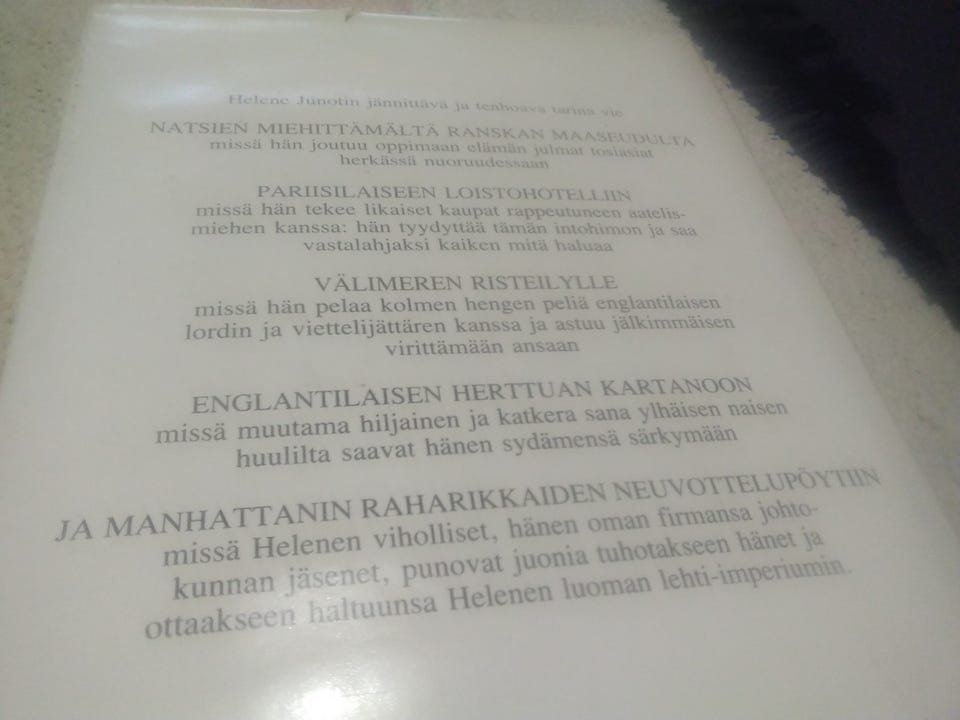 Helene Junotin jännittävä ja tenhoava tarina vie
NATSIEN MIEHITTÄMÄLTÄ RANSKAN MAASEUDULTA
missä hän joutuu oppimaan elämän julmat tosiasiat
herkässä nuoruudessaan
PARIISILAISEEN LOISTOHOTELLIIN
missä hän tekee likaiset kaupat rappeutuneen aatelis-
miehen kanssa: hän tyydyttää tämän intohimon ja saa
vastalahjaksi kaiken mitä haluaa
VÄLIMEREN RISTEILYLLE
missä hän pelaa kolmen hengen peliä englantilaisen
lordin ja viettelijättären kanssa ja astuu jälkimmäisen
virittämään ansaan
ENGLANTILAISEN HERTTUAN KARTANOON
missä muutama hiljainen ja katkera sana ylhäisen naisen
huulilta saavat hänen sydämensä särkymään
JA MANHATTANIN RAHARIKKAIDEN NEUVOTTELUPÖYTIIN
missä Helenen viholliset, hänen oman firmansa johto-
kunnan jäsenet, punovat juonia tuhotakseen hänet ja
ottaakseen haltuunsa Helenen luoman lehti-imperiumin.